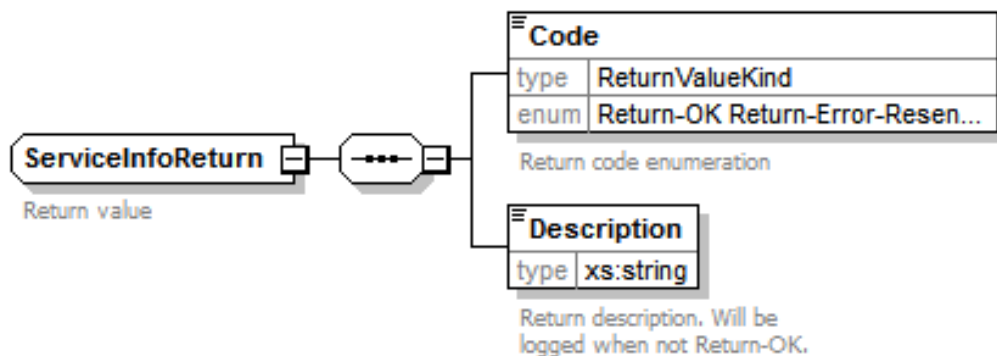 Code
type ReturnValueKind
enum Return-OK Return-Error-Resen...
Return code enumeration
ServiceInfoReturn
Return value
Description
type xs:string
Return description. Will be
logged when not Return-OK.